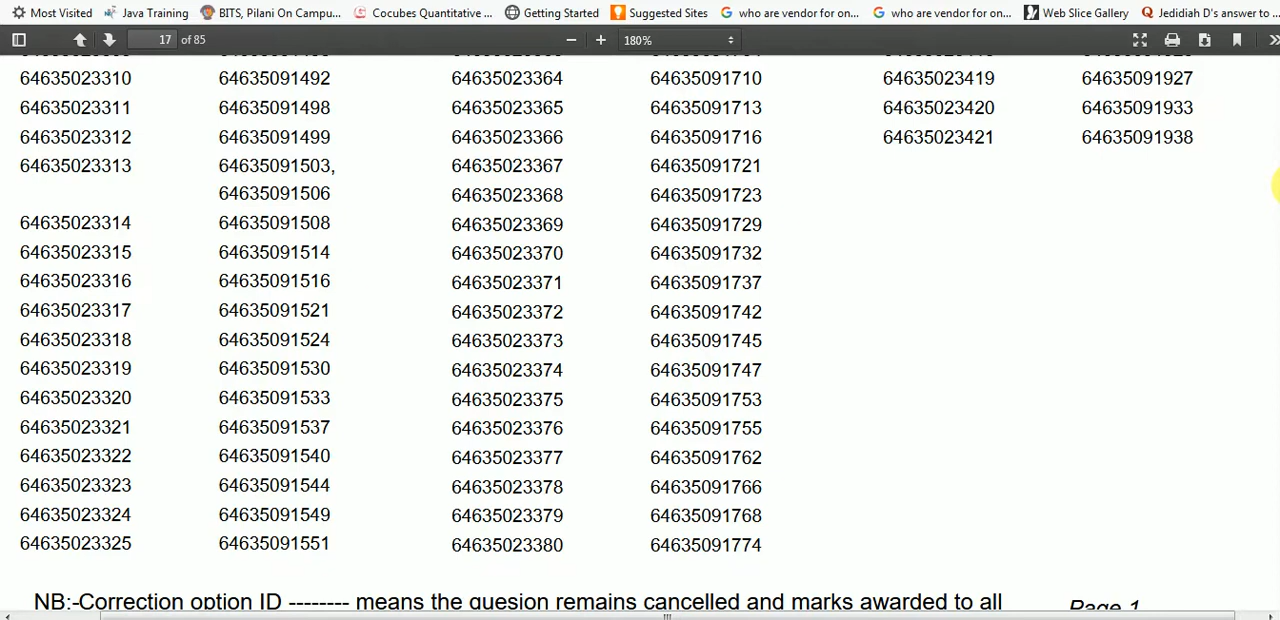 Most Visited Java Training BITS, Pilani On Campu... Cocubes Quantitative ... Getting Started Suggested Sites who are vendor for on... who are vendor for on... Web Slice Gallery Jedidiah D's answer to ...
17 of 85 180%
64635023310 64635091492 64635023364 64635091710 64635023419 64635091927
64635023311 64635091498 64635023365 64635091713 64635023420 64635091933
64635023312 64635091499 64635023366 64635091716 64635023421 64635091938
64635023313 64635091503, 64635023367 64635091721
64635091506 64635023368 64635091723
64635023314 64635091508 64635023369 64635091729
64635023315 64635091514 64635023370 64635091732
64635023316 64635091516 64635023371 64635091737
64635023317 64635091521 64635023372 64635091742
64635023318 64635091524 64635023373 64635091745
64635023319 64635091530 64635023374 64635091747
64635023320 64635091533 64635023375 64635091753
64635023321 64635091537 64635023376 64635091755
64635023322 64635091540 64635023377 64635091762
64635023323 64635091544 64635023378 64635091766
64635023324 64635091549 64635023379 64635091768
64635023325 64635091551 64635023380 64635091774
NB:-Correction option ID -------- means the quesion remains cancelled and marks awarded to all Page 1